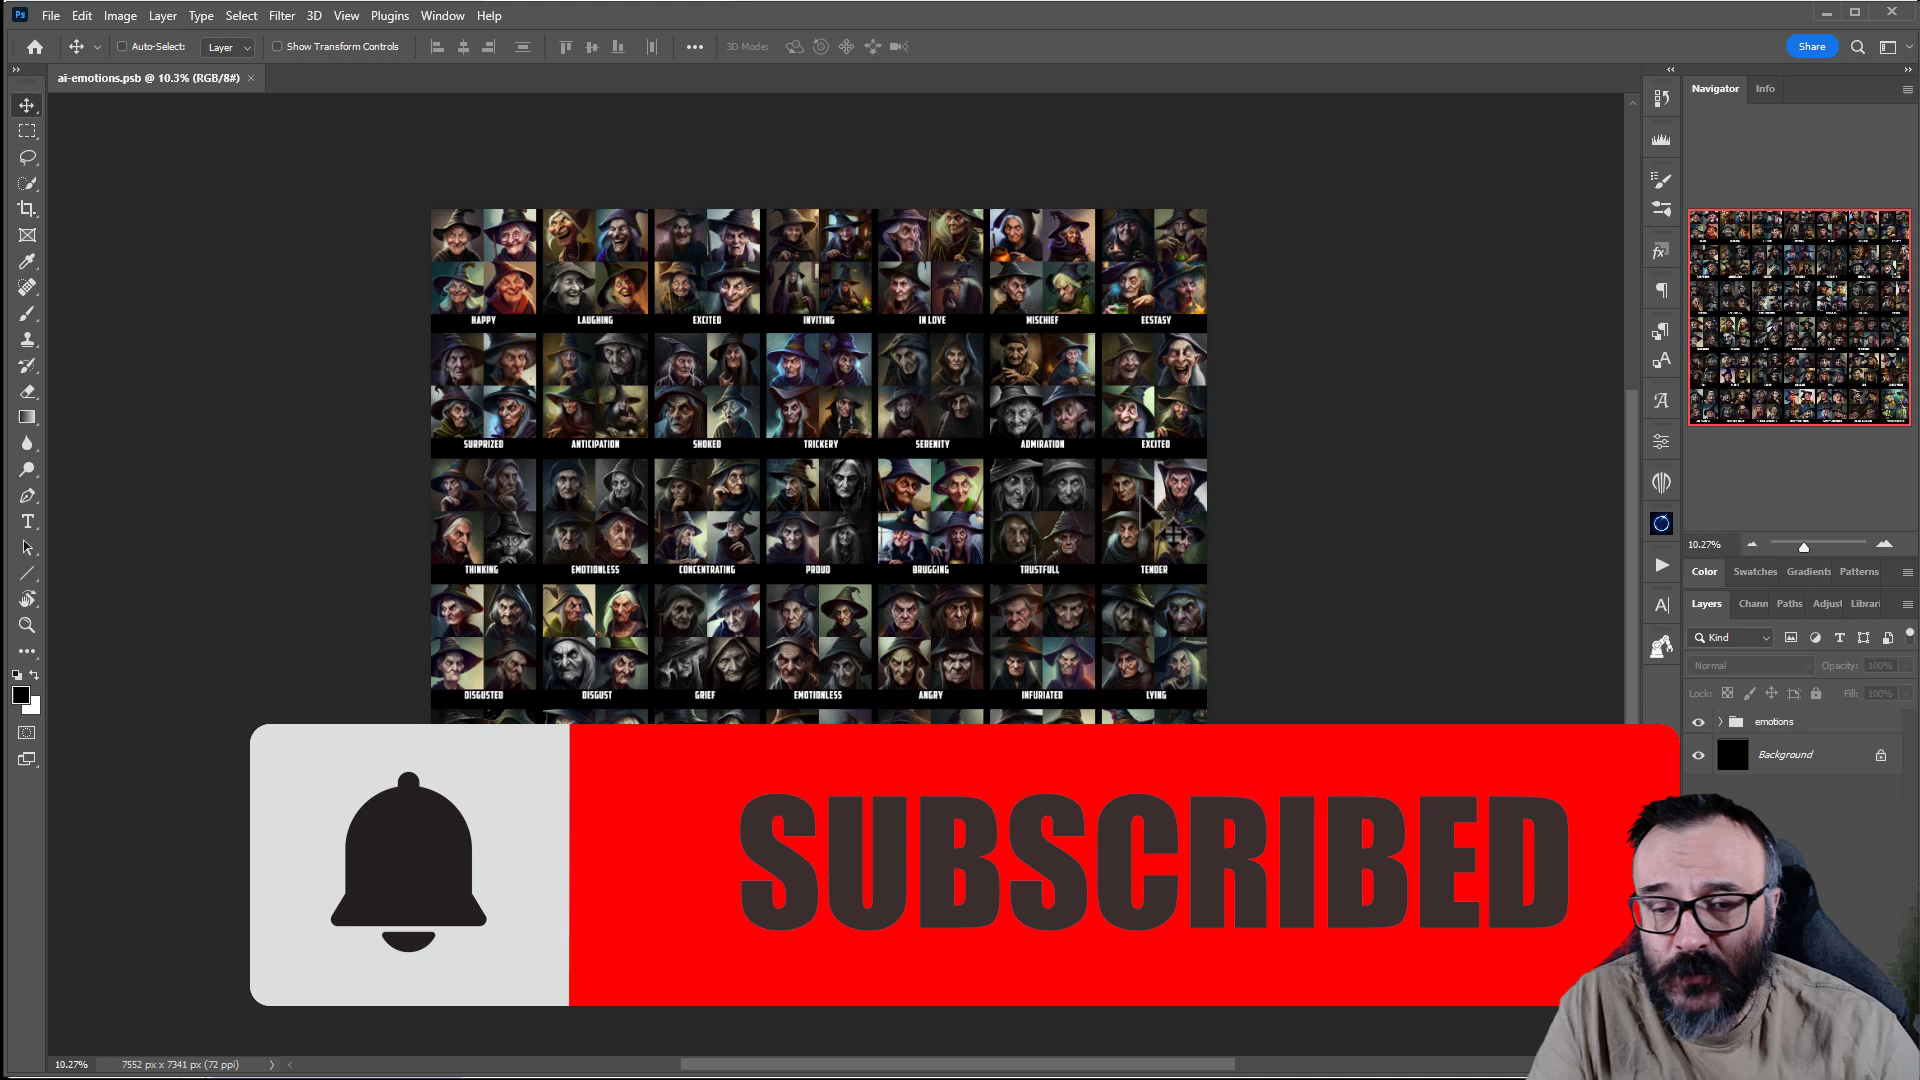 Ps File Edit Image Layer Type Select Filter 3D View Plugins Window Help
Auto-Select: Layer Show Transform Controls 3D Mode: Share
ai-emotions.psb @ 10.3% (RGB/8#)
Navigator Info
HAPPY LAUGHING EXCITED INVITING IN LOVE MISCHIEF ECSTASY
SURPRIZED ANTICIPATION SHOKED TRICKERY SERENITY ADMIRATION EXCITED
THINKING EMOTIONLESS CONCENTRATING PROUD BRUGGING TRUSTFULL TENDER
DISGUSTED DISGUST GRIEF EMOTIONLESS ANGRY INFURIATED LYING
10.27%
Color Swatches Gradients Patterns
Layers Chann Paths Adjust Librari
Kind
Normal Opacity: 100%
Lock: Fill: 100%
emotions
Background
SUBSCRIBED
10.27% 7552 px x 7341 px (72 ppi)